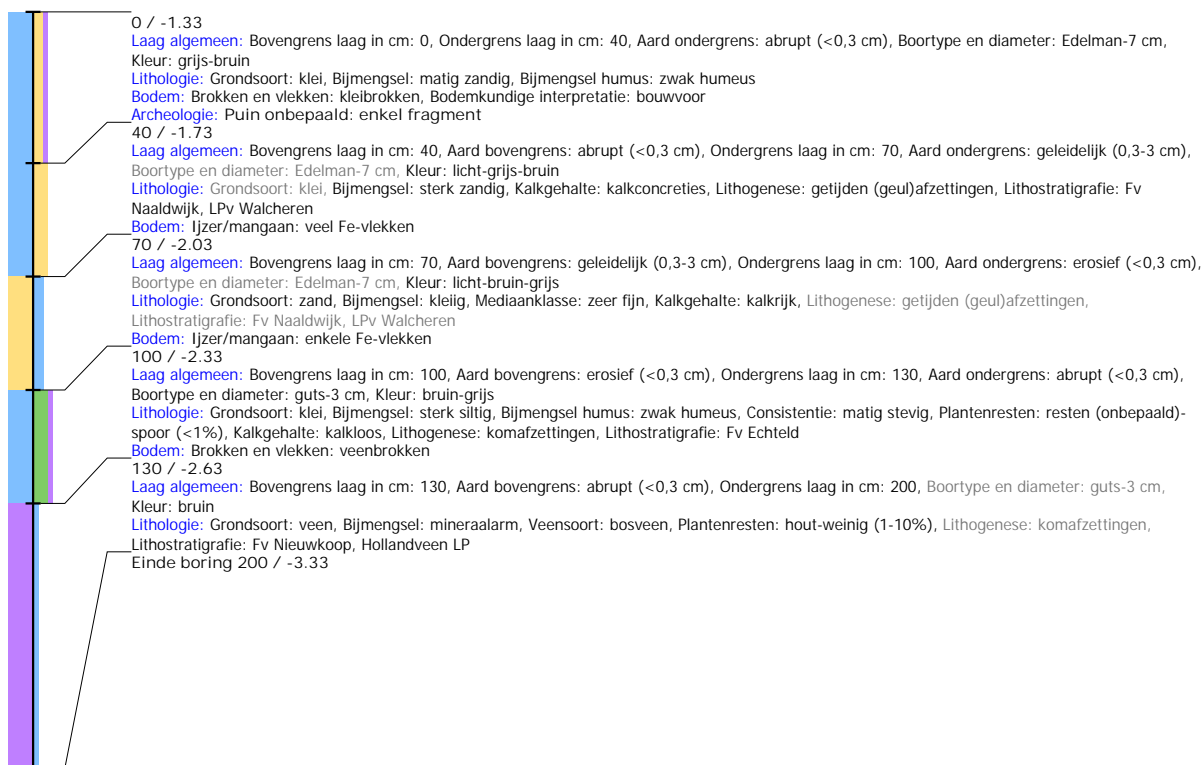 0 / -1.33
Laag algemeen: Bovengrens laag in cm: 0, Ondergrens laag in cm: 40, Aard ondergrens: abrupt (<0,3 cm), Boortype en diameter: Edelman-7 cm,
Kleur: grijs-bruin
Lithologie: Grondsoort: klei, Bijmengsel: matig zandig, Bijmengsel humus: zwak humeus
Bodem: Brokken en vlekken: kleibrokken, Bodemkundige interpretatie: bouwvoor
Archeologie: Puin onbepaald: enkel fragment
40 / -1.73
Laag algemeen: Bovengrens laag in cm: 40, Aard bovengrens: abrupt (<0,3 cm), Ondergrens laag in cm: 70, Aard ondergrens: geleidelijk (0,3-3 cm),
Boortype en diameter: Edelman-7 cm, Kleur: licht-grijs-bruin
Lithologie: Grondsoort: klei, Bijmengsel: sterk zandig, Kalkgehalte: kalkconcreties, Lithogenese: getijden (geul)afzettingen, Lithostratigrafie: Fv
Naaldwijk, LPv Walcheren
Bodem: Ijzer/mangaan: veel Fe-vlekken
70 / -2.03
Laag algemeen: Bovengrens laag in cm: 70, Aard bovengrens: geleidelijk (0,3-3 cm), Ondergrens laag in cm: 100, Aard ondergrens: erosief (<0,3 cm),
Boortype en diameter: Edelman-7 cm, Kleur: licht-bruin-grijs
Lithologie: Grondsoort: zand, Bijmengsel: kleiig, Mediaanklasse: zeer fijn, Kalkgehalte: kalkrijk, Lithogenese: getijden (geul)afzettingen,
Lithostratigrafie: Fv Naaldwijk, LPv Walcheren
Bodem: Ijzer/mangaan: enkele Fe-vlekken
100 / -2.33
Laag algemeen: Bovengrens laag in cm: 100, Aard bovengrens: erosief (<0,3 cm), Ondergrens laag in cm: 130, Aard ondergrens: abrupt (<0,3 cm),
Boortype en diameter: guts-3 cm, Kleur: bruin-grijs
Lithologie: Grondsoort: klei, Bijmengsel: sterk siltig, Bijmengsel humus: zwak humeus, Consistentie: matig stevig, Plantenresten: resten (onbepaald)-
spoor (<1%), Kalkgehalte: kalkloos, Lithogenese: komafzettingen, Lithostratigrafie: Fv Echteld
Bodem: Brokken en vlekken: veenbrokken
130 / -2.63
Laag algemeen: Bovengrens laag in cm: 130, Aard bovengrens: abrupt (<0,3 cm), Ondergrens laag in cm: 200, Boortype en diameter: guts-3 cm,
Kleur: bruin
Lithologie: Grondsoort: veen, Bijmengsel: mineraalarm, Veensoort: bosveen, Plantenresten: hout-weinig (1-10%), Lithogenese: komafzettingen,
Lithostratigrafie: Fv Nieuwkoop, Hollandveen LP
Einde boring 200 / -3.33